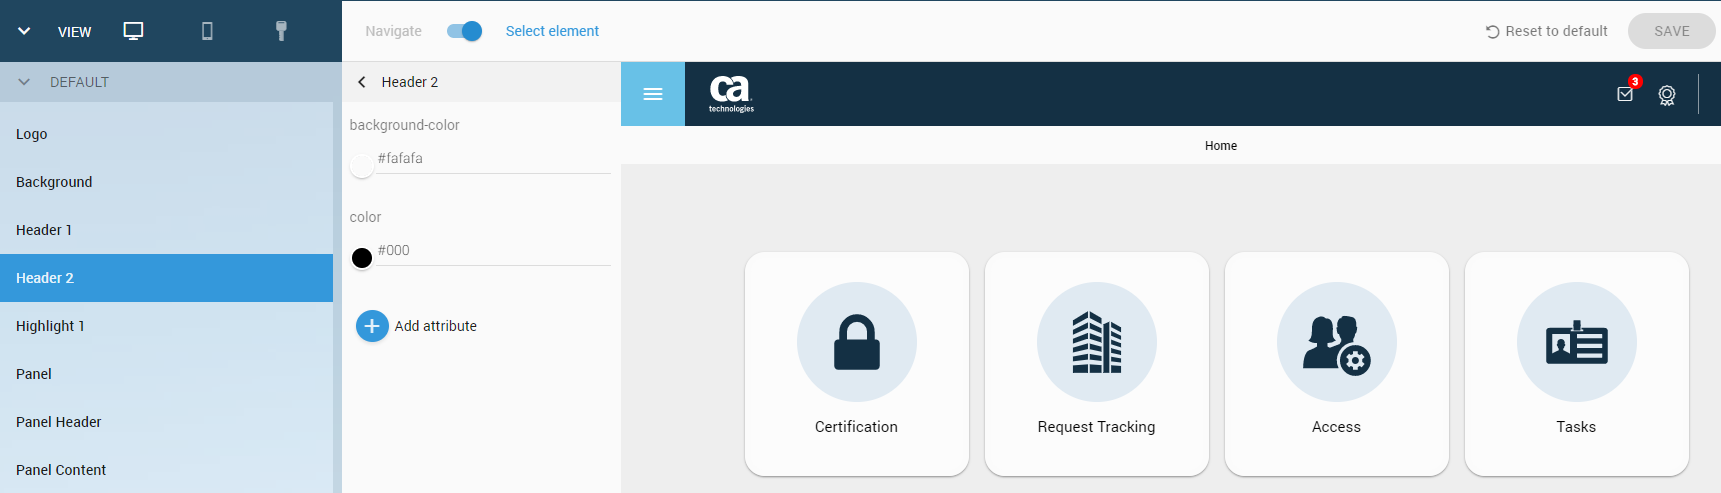 VIEW
Navigate
Select element
Reset to default
SAVE
DEFAULT
Header 2
ca
technologies
3
Logo
background-color
Home
#fafafa
Background
color
Header 1
#000
Header 2
Highlight 1
Add attribute
Panel
Panel Header
Certification
Request Tracking
Access
Tasks
Panel Content